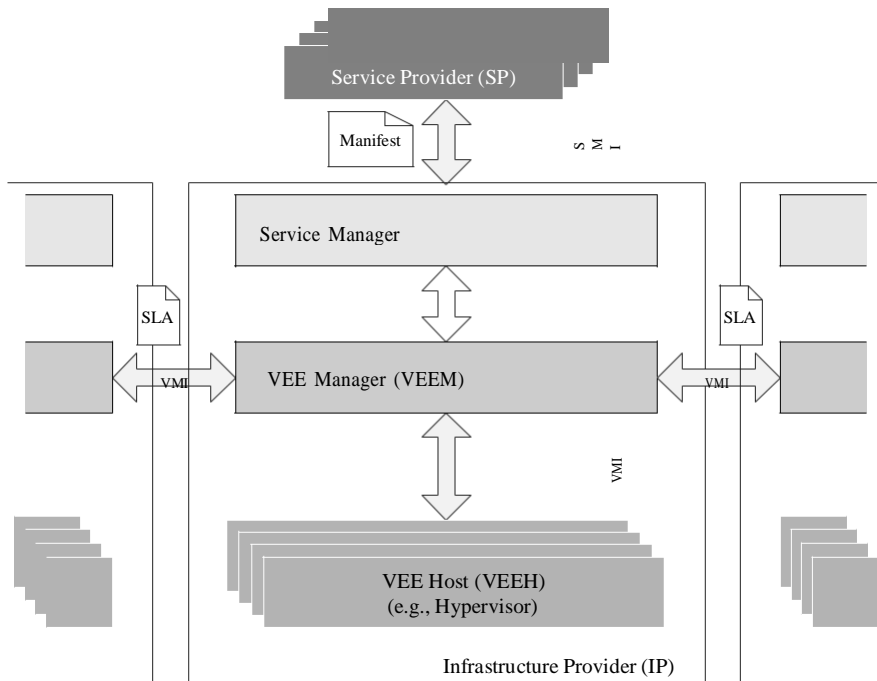 Service Provider (SP)
Manifest
S
M
I
Service Manager
SLA
SLA
VEE Manager (VEEM)
VMI
VMI
VMI
VEE Host (VEEH)
(e.g., Hypervisor)
Infrastructure Provider (IP)